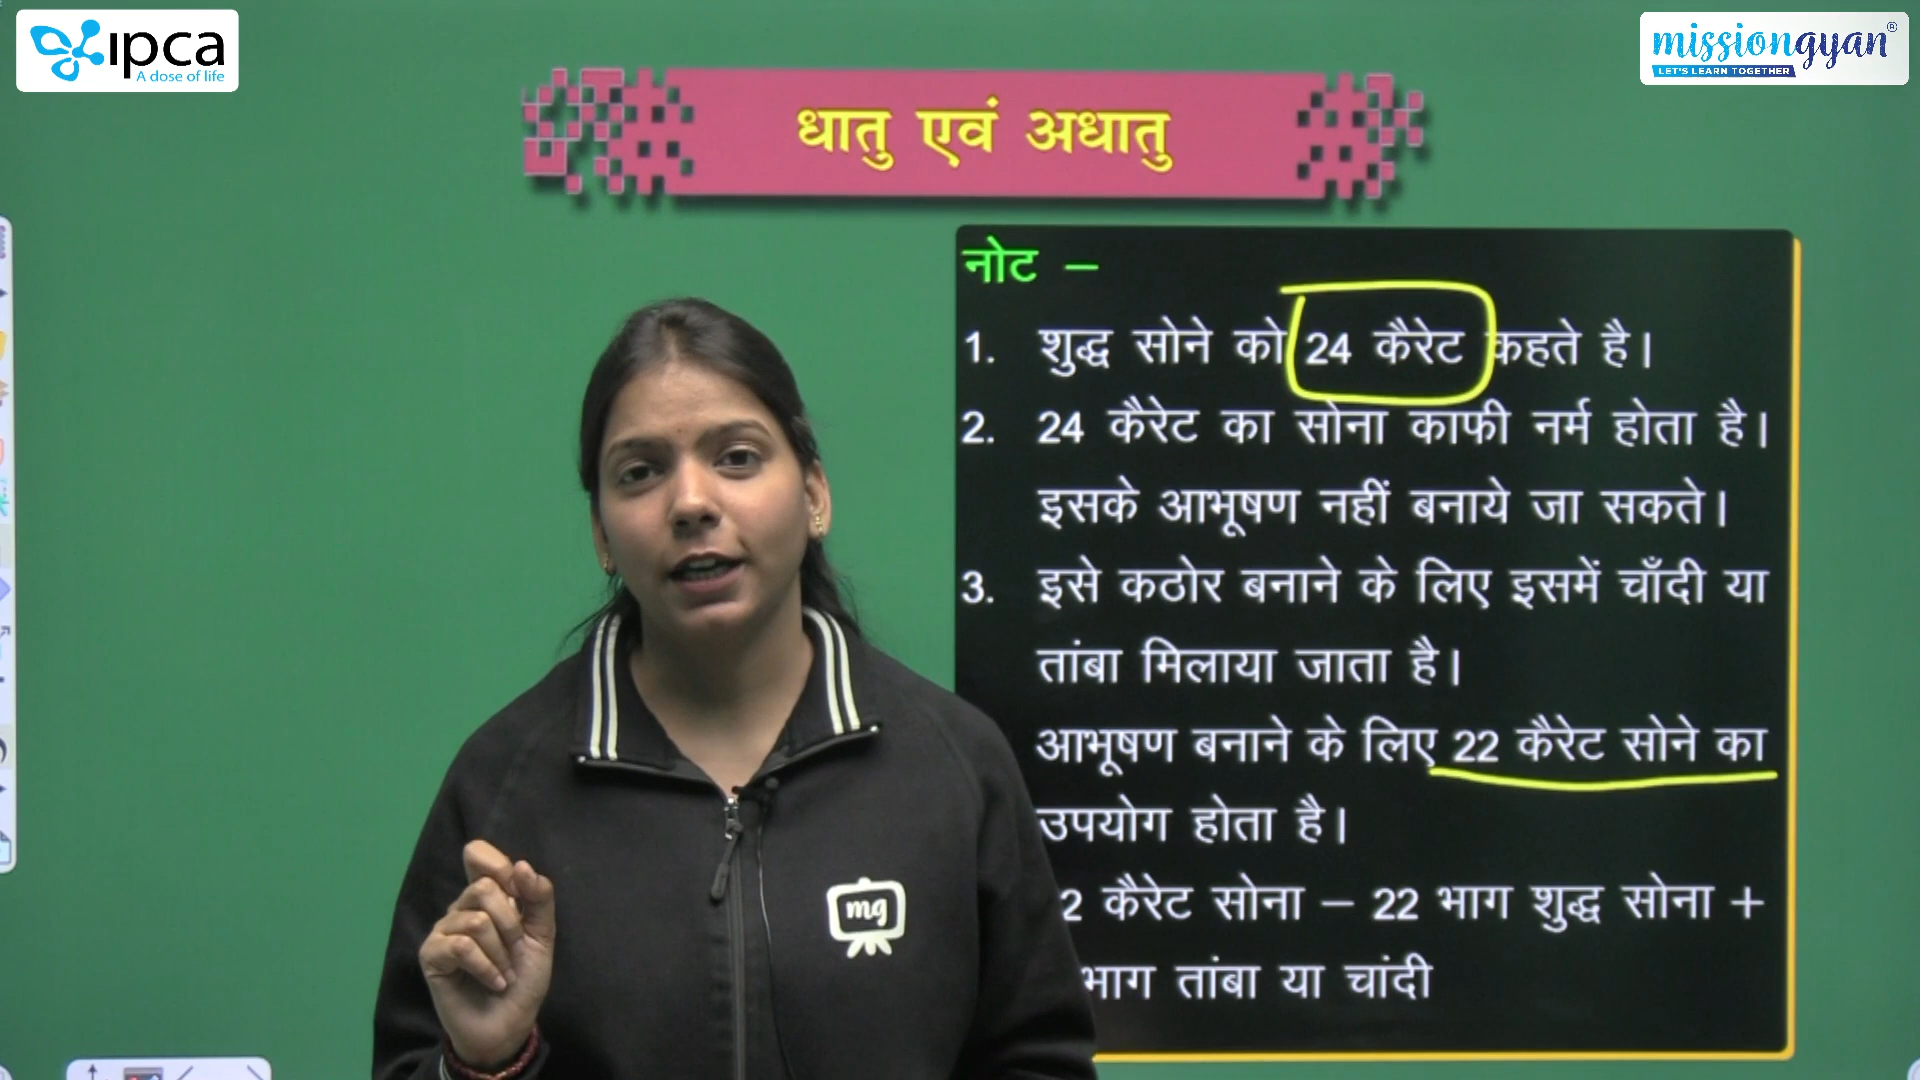 ipca
A dose of life
missiongyan®
LET'S LEARN TOGETHER
धातु एवं अधातु
नोट –
1. शुद्ध सोने को 24 कैरेट कहते है।
2. 24 कैरेट का सोना काफी नर्म होता है।
इसके आभूषण नहीं बनाये जा सकते।
3. इसे कठोर बनाने के लिए इसमें चाँदी या
तांबा मिलाया जाता है।
आभूषण बनाने के लिए 22 कैरेट सोने का
उपयोग होता है।
2 कैरेट सोना – 22 भाग शुद्ध सोना +
भाग तांबा या चांदी
mg